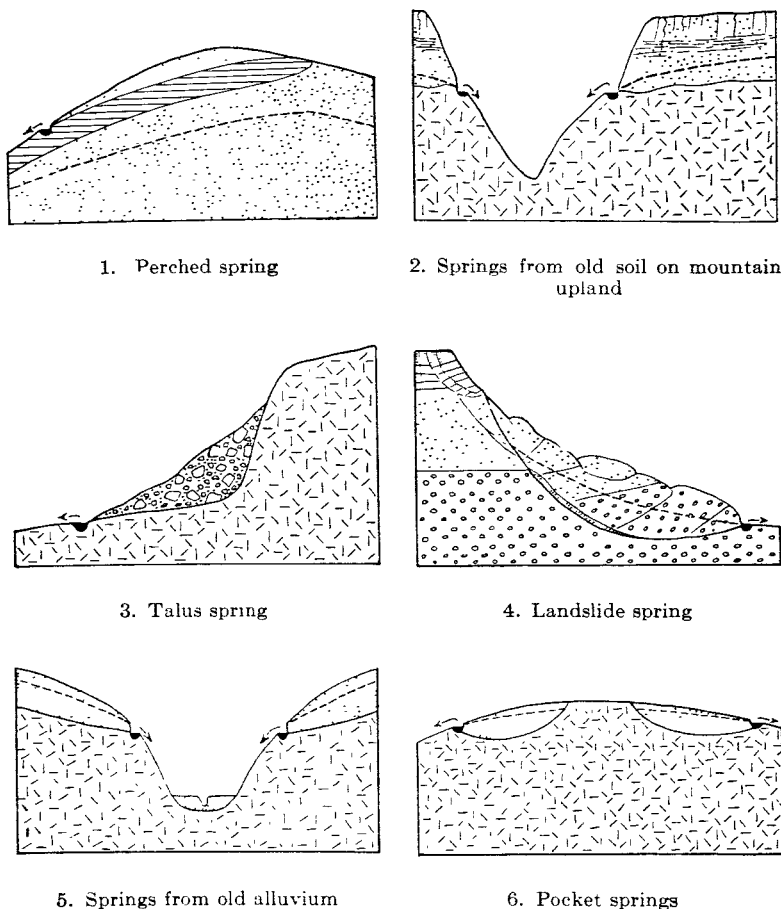 1. Perched spring
2. Springs from old soil on mountain
upland
3. Talus spring
4. Landslide spring
5. Springs from old alluvium
6. Pocket springs